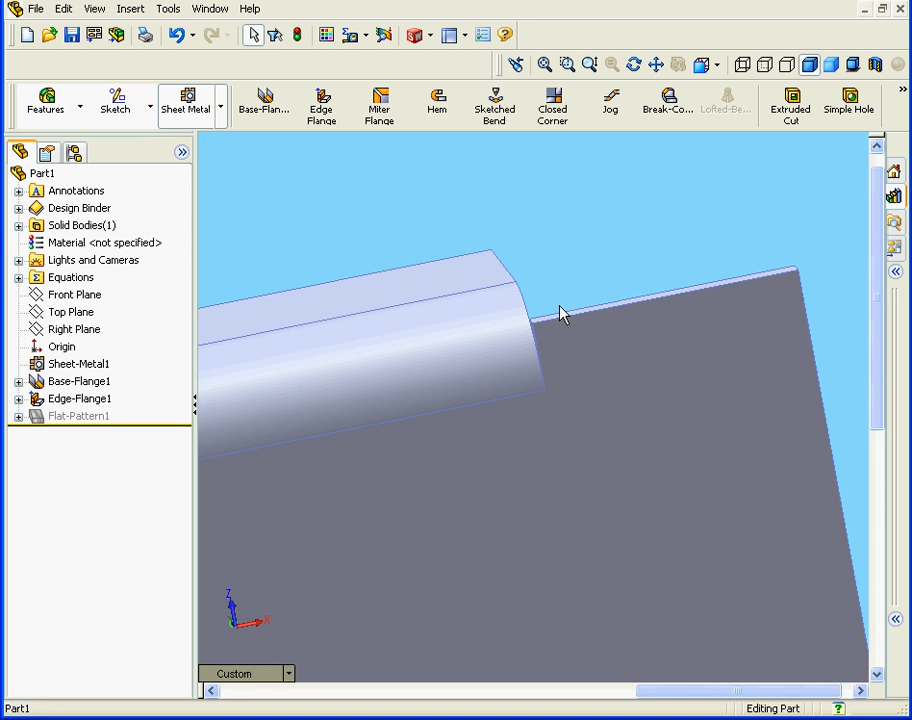 File Edit View Insert Tools Window Help
Features Sketch Sheet Metal Base-Flan... Edge Flange Miter Flange Hem Sketched Bend Closed Corner Jog Break-Co... Lofted-Be... Extruded Cut Simple Hole
Part1
Annotations
Design Binder
Solid Bodies(1)
Material <not specified>
Lights and Cameras
Equations
Front Plane
Top Plane
Right Plane
Origin
Sheet-Metal1
Base-Flange1
Edge-Flange1
Flat-Pattern1
Z
X
Custom
Part1 Editing Part